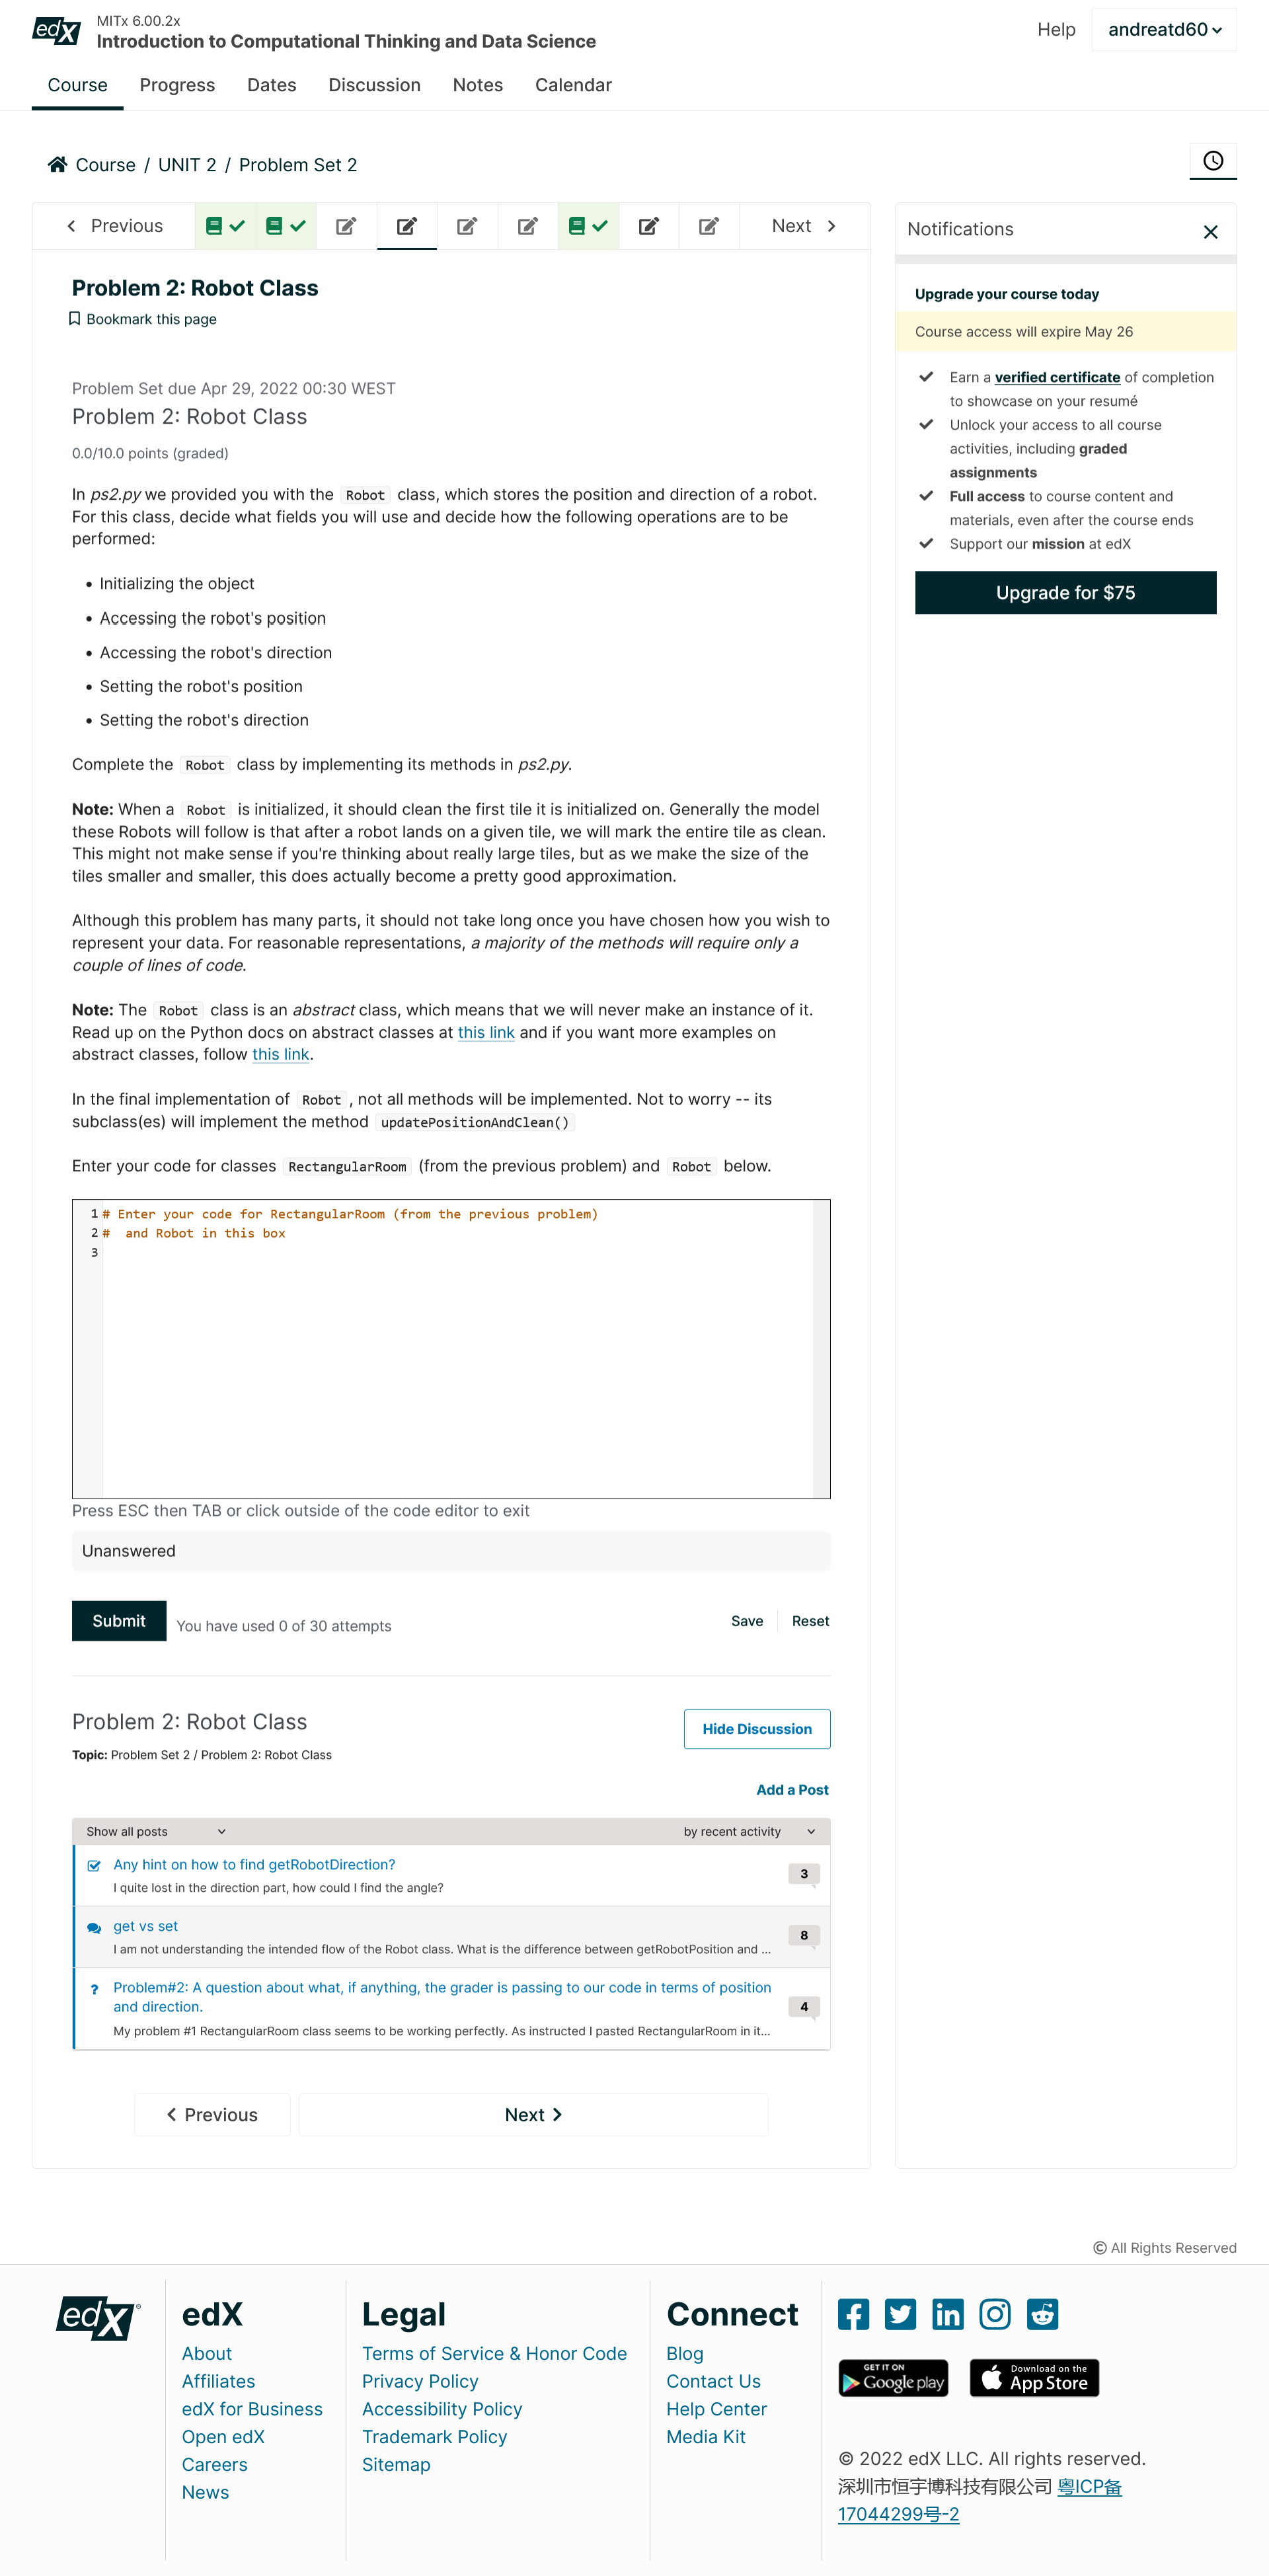 edX
MITx 6.00.2x
Introduction to Computational Thinking and Data Science
Help
andreatd60
Course
Progress
Dates
Discussion
Notes
Calendar
Course / UNIT 2 / Problem Set 2
Previous
Next
Problem 2: Robot Class
Bookmark this page
Problem Set due Apr 29, 2022 00:30 WEST
Problem 2: Robot Class
0.0/10.0 points (graded)
In ps2.py we provided you with the Robot class, which stores the position and direction of a robot.
For this class, decide what fields you will use and decide how the following operations are to be
performed:
• Initializing the object
• Accessing the robot's position
• Accessing the robot's direction
• Setting the robot's position
• Setting the robot's direction
Complete the Robot class by implementing its methods in ps2.py.
Note: When a Robot is initialized, it should clean the first tile it is initialized on. Generally the model
these Robots will follow is that after a robot lands on a given tile, we will mark the entire tile as clean.
This might not make sense if you're thinking about really large tiles, but as we make the size of the
tiles smaller and smaller, this does actually become a pretty good approximation.
Although this problem has many parts, it should not take long once you have chosen how you wish to
represent your data. For reasonable representations, a majority of the methods will require only a
couple of lines of code.
Note: The Robot class is an abstract class, which means that we will never make an instance of it.
Read up on the Python docs on abstract classes at this link and if you want more examples on
abstract classes, follow this link.
In the final implementation of Robot, not all methods will be implemented. Not to worry -- its
subclass(es) will implement the method updatePositionAndClean()
Enter your code for classes RectangularRoom (from the previous problem) and Robot below.
1 # Enter your code for RectangularRoom (from the previous problem)
2 #  and Robot in this box
3
Press ESC then TAB or click outside of the code editor to exit
Unanswered
Submit
You have used 0 of 30 attempts
Save
Reset
Problem 2: Robot Class
Hide Discussion
Topic: Problem Set 2 / Problem 2: Robot Class
Add a Post
Show all posts
by recent activity
Any hint on how to find getRobotDirection?
I quite lost in the direction part, how could I find the angle?
3
get vs set
I am not understanding the intended flow of the Robot class. What is the difference between getRobotPosition and ...
8
Problem#2: A question about what, if anything, the grader is passing to our code in terms of position
and direction.
My problem #1 RectangularRoom class seems to be working perfectly. As instructed I pasted RectangularRoom in it...
4
Previous
Next
Notifications
Upgrade your course today
Course access will expire May 26
Earn a verified certificate of completion
to showcase on your resumé
Unlock your access to all course
activities, including graded
assignments
Full access to course content and
materials, even after the course ends
Support our mission at edX
Upgrade for $75
© All Rights Reserved
edX®
edX
About
Affiliates
edX for Business
Open edX
Careers
News
Legal
Terms of Service & Honor Code
Privacy Policy
Accessibility Policy
Trademark Policy
Sitemap
Connect
Blog
Contact Us
Help Center
Media Kit
GET IT ON
Google play
Download on the
App Store
© 2022 edX LLC. All rights reserved.
深圳市恒宇博科技有限公司 粤ICP备
17044299号-2